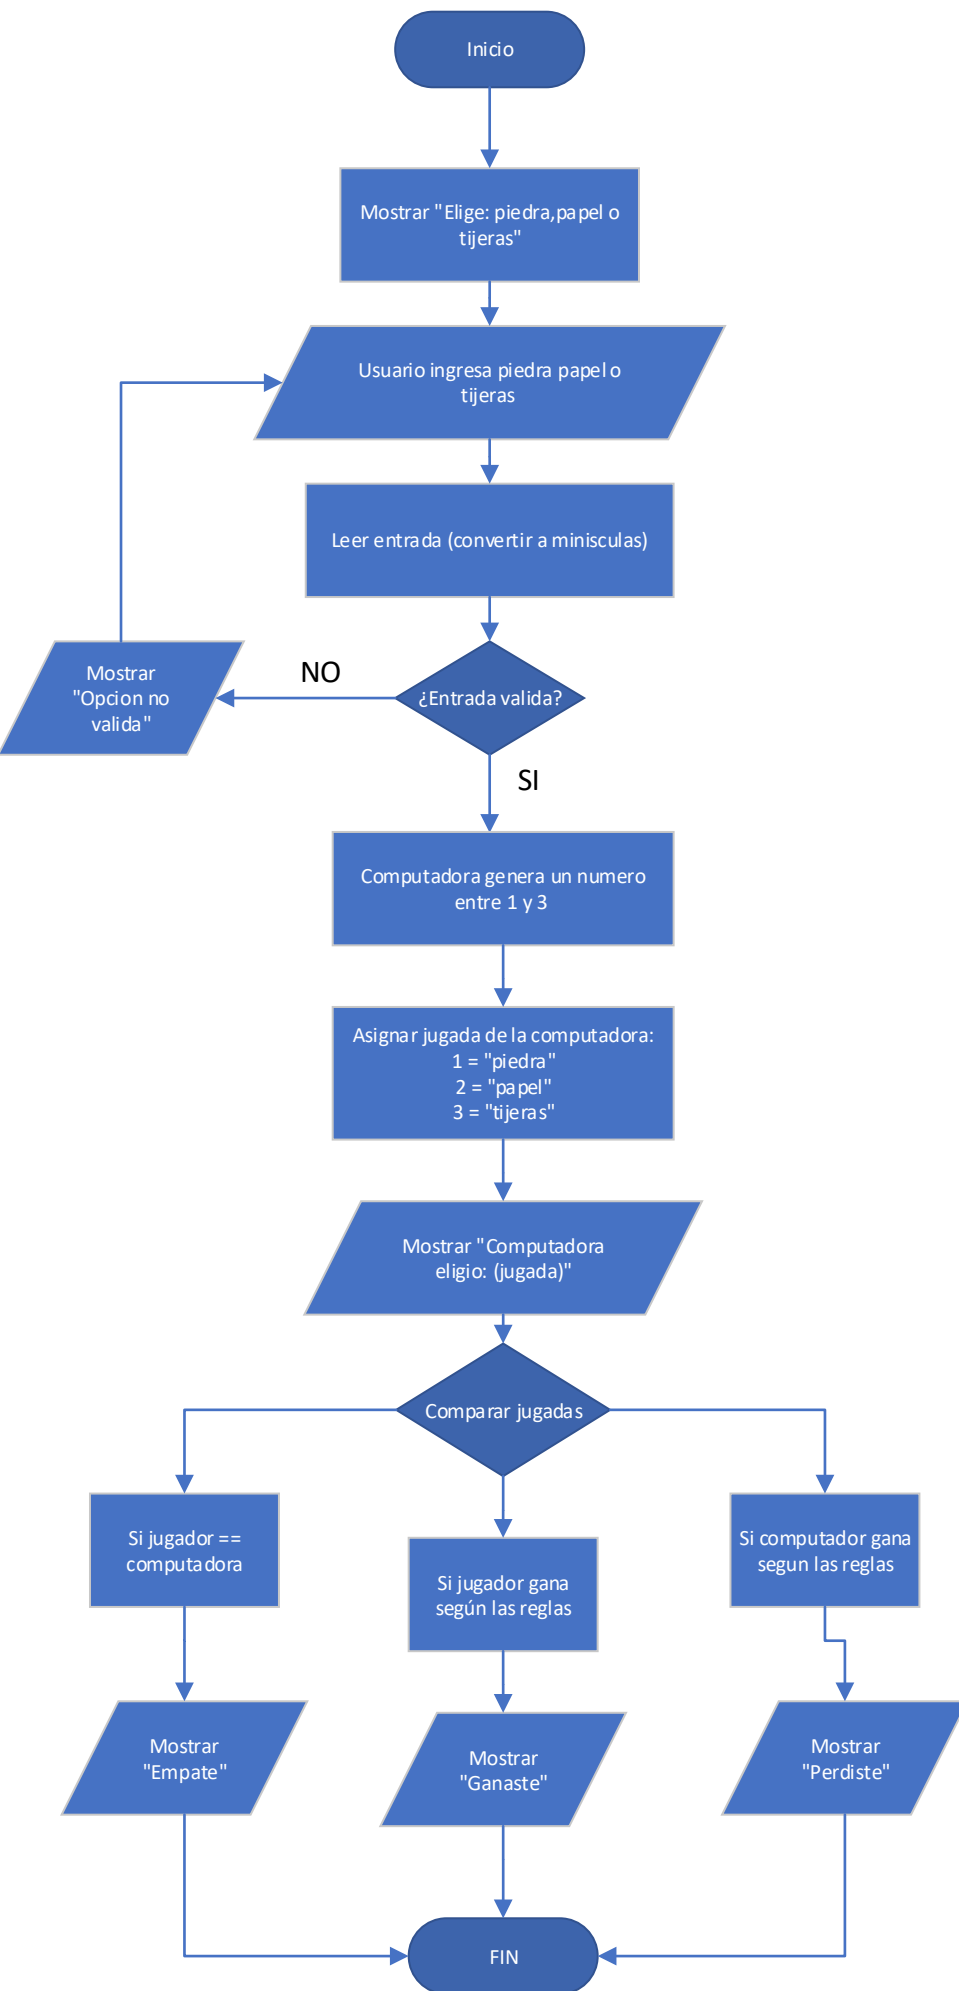 Inicio
Mostrar "Elige: piedra,papel o
tijeras"
Usuario ingresa piedra papel o
tijeras
Leer entrada (convertir a minisculas)
¿Entrada valida?
NO
Mostrar
"Opcion no
valida"
SI
Computadora genera un numero
entre 1 y 3
Asignar jugada de la computadora:
1 = "piedra"
2 = "papel"
3 = "tijeras"
Mostrar "Computadora
eligio: (jugada)"
Comparar jugadas
Si jugador ==
computadora
Si jugador gana
según las reglas
Si computador gana
segun las reglas
Mostrar
"Empate"
Mostrar
"Ganaste"
Mostrar
"Perdiste"
FIN